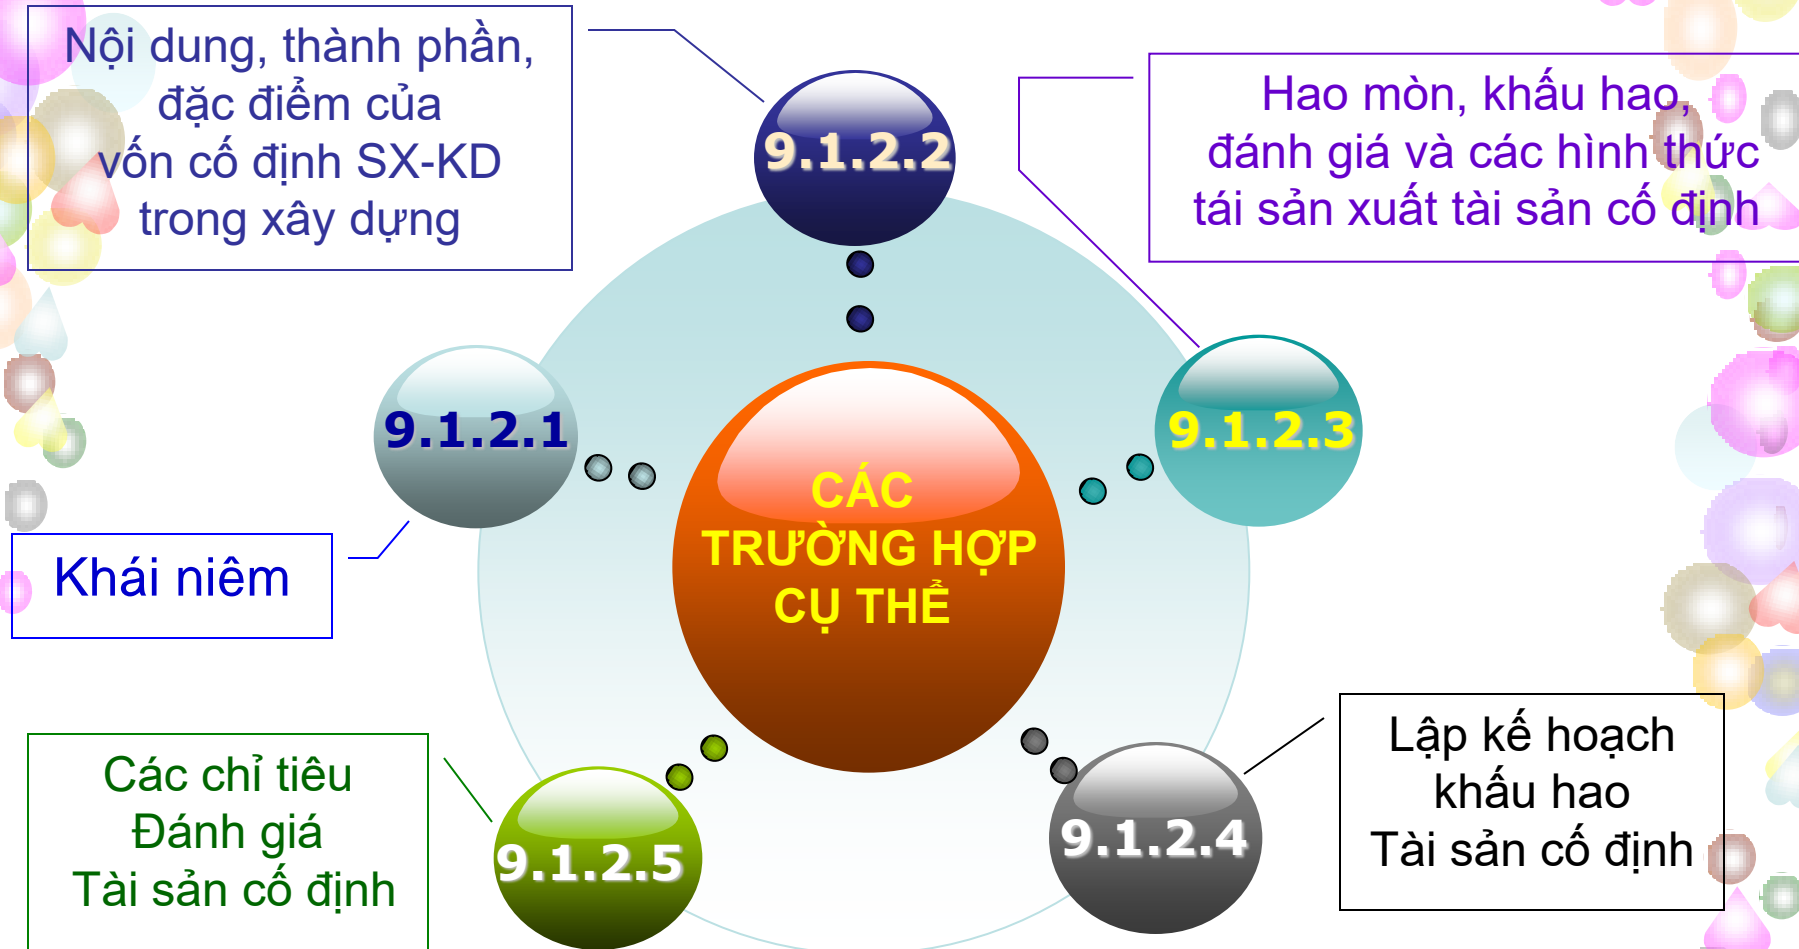 Nội dung, thành phần,
đặc điểm của
vốn cố định SX-KD
trong xây dựng
9.1.2.2
Hao mòn, khấu hao,
đánh giá và các hình thức
tái sản xuất tài sản cố định
9.1.2.1
9.1.2.3
CÁC
TRƯỜNG HỢP
CỤ THỂ
Khái niêm
Các chỉ tiêu
Đánh giá
Tài sản cố định
9.1.2.5
9.1.2.4
Lập kế hoạch
khấu hao
Tài sản cố định